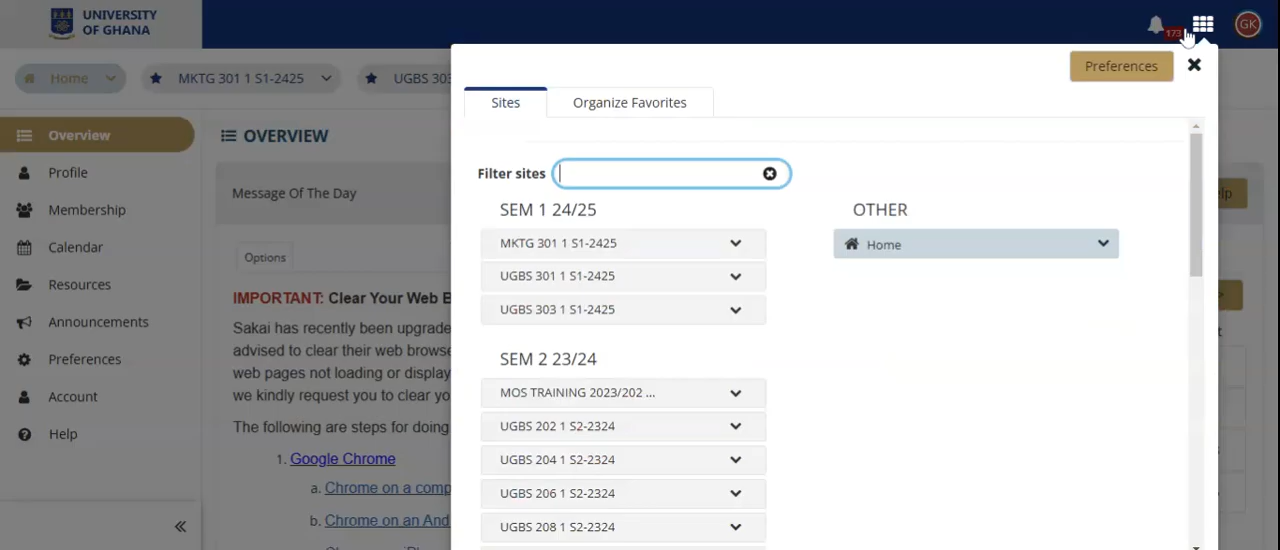 UNIVERSITY
OF GHANA
173
GK
Home
MKTG 301 1 S1-2425
UGBS 303
Preferences
Sites
Organize Favorites
Overview
Profile
Membership
Calendar
Resources
Announcements
Preferences
Account
Help
OVERVIEW
Message Of The Day
Options
IMPORTANT: Clear Your Web B
Sakai has recently been upgrade
advised to clear their web browse
web pages not loading or display
we kindly request you to clear yo
The following are steps for doing
1. Google Chrome
a. Chrome on a comp
b. Chrome on an And
Filter sites
SEM 1 24/25
MKTG 301 1 S1-2425
UGBS 301 1 S1-2425
UGBS 303 1 S1-2425
SEM 2 23/24
MOS TRAINING 2023/202 ...
UGBS 202 1 S2-2324
UGBS 204 1 S2-2324
UGBS 206 1 S2-2324
UGBS 208 1 S2-2324
OTHER
Home